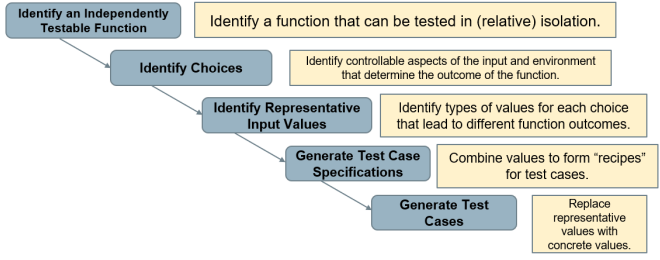 Identify an Independently
Testable Function
Identify a function that can be tested in (relative) isolation.
Identify Choices
Identify controllable aspects of the input and environment
that determine the outcome of the function.
Identify Representative
Input Values
Identify types of values for each choice
that lead to different function outcomes.
Generate Test Case
Specifications
Combine values to form “recipes”
for test cases.
Generate Test
Cases
Replace
representative
values with
concrete values.